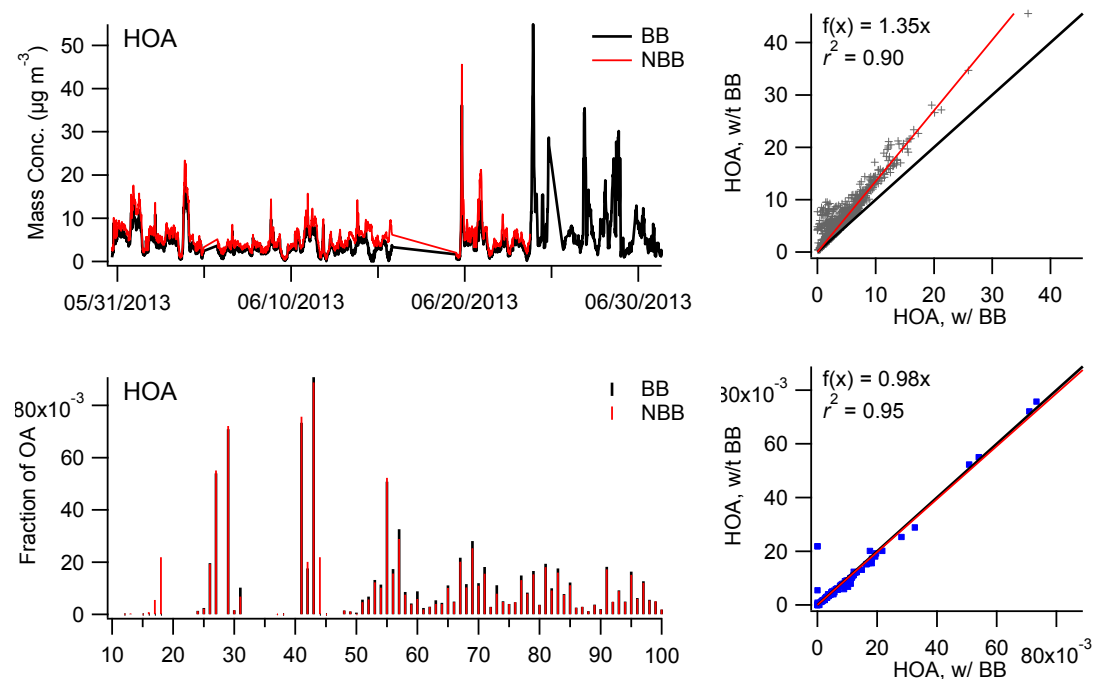 HOA
BB
NBB
Mass Conc. (µg m⁻³)
50
40
30
20
10
0
05/31/2013 06/10/2013 06/20/2013 06/30/2013
f(x) = 1.35x
r² = 0.90
HOA, w/t BB
40
30
20
10
0
0 10 20 30 40
HOA, w/ BB
HOA
BB
NBB
Fraction of OA
80x10⁻³
60
40
20
0
10 20 30 40 50 60 70 80 90 100
f(x) = 0.98x
r² = 0.95
HOA, w/t BB
80x10⁻³
60
40
20
0
0 20 40 80x10⁻³
HOA, w/ BB